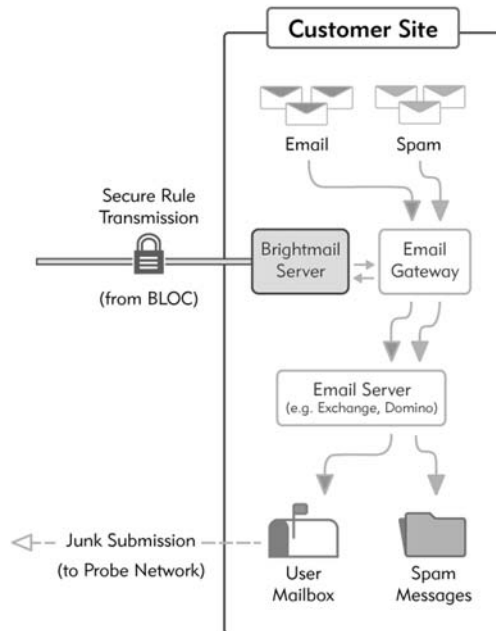 Customer Site
Email
Spam
Secure Rule
Transmission
(from BLOC)
Brightmail
Server
Email
Gateway
Email Server
(e.g. Exchange, Domino)
Junk Submission
(to Probe Network)
User
Mailbox
Spam
Messages